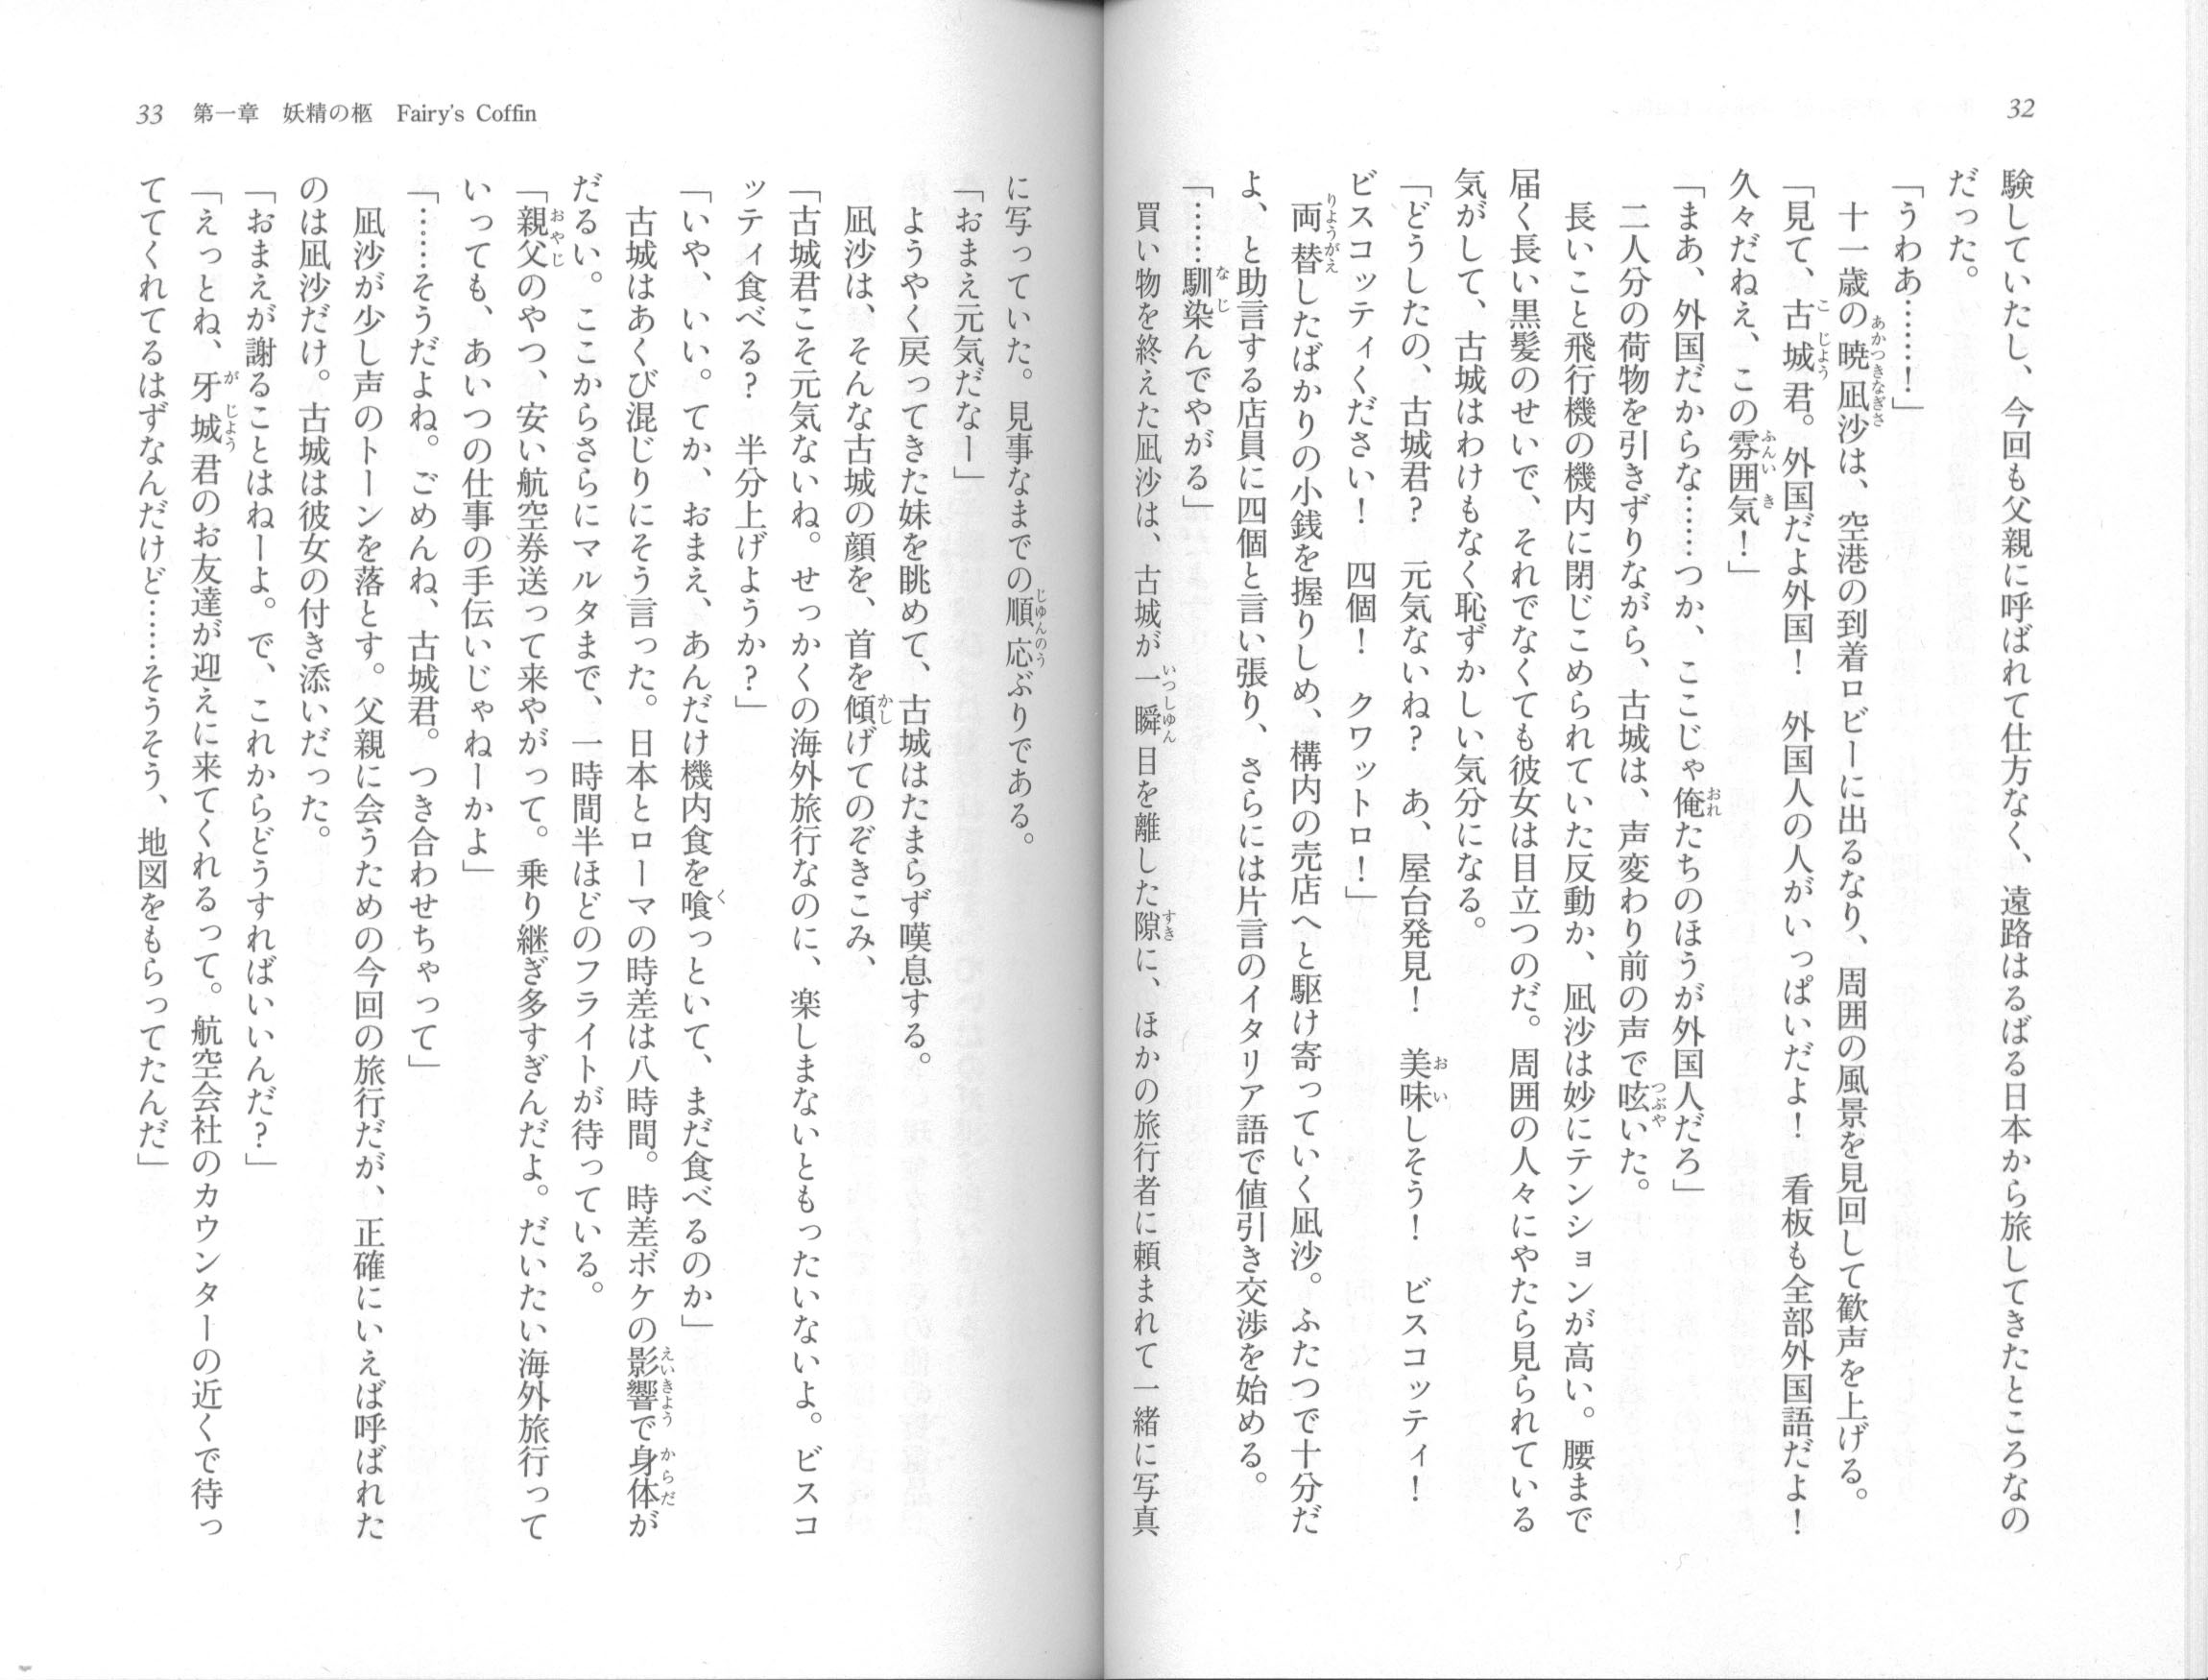 32
験していたし、今回も父親に呼ばれて仕方なく、遠路はるばる日本から旅してきたところなの
だった。
「うわあ……！」
十一歳の暁凪沙は、空港の到着ロビーに出るなり、周囲の風景を見回して歓声を上げる。
「見て、古城君。外国だよ外国！　外国人の人がいっぱいだよ！　看板も全部外国語だよ！
久々だねえ、この雰囲気！」
「まあ、外国だからな……つか、ここじゃ俺たちのほうが外国人だろ」
二人分の荷物を引きずりながら、古城は、声変わり前の声で呟いた。
長いこと飛行機の機内に閉じこめられていた反動か、凪沙は妙にテンションが高い。腰まで
届く長い黒髪のせいで、それでなくても彼女は目立つのだ。周囲の人々にやたら見られている
気がして、古城はわけもなく恥ずかしい気分になる。
「どうしたの、古城君？　元気ないね？　あ、屋台発見！　美味しそう！　ビスコッティ！
ビスコッティください！　四個！　クワットロ！」
両替したばかりの小銭を握りしめ、構内の売店へと駆け寄っていく凪沙。ふたつで十分だ
よ、と助言する店員に四個と言い張り、さらには片言のイタリア語で値引き交渉を始める。
「……馴染んでやがる」
買い物を終えた凪沙は、古城が一瞬目を離した隙に、ほかの旅行者に頼まれて一緒に写真
33 第一章　妖精の柩　Fairy's Coffin
に写っていた。見事なまでの順応ぶりである。
「おまえ元気だなー」
ようやく戻ってきた妹を眺めて、古城はたまらず嘆息する。
凪沙は、そんな古城の顔を、首を傾げてのぞきこみ、
「古城君こそ元気ないね。せっかくの海外旅行なのに、楽しまないともったいないよ。ビスコ
ッティ食べる？　半分上げようか？」
「いや、いい。てか、おまえ、あんだけ機内食を喰っといて、まだ食べるのか」
古城はあくび混じりにそう言った。日本とローマの時差は八時間。時差ボケの影響で身体が
だるい。ここからさらにマルタまで、一時間半ほどのフライトが待っている。
「親父のやつ、安い航空券送って来やがって。乗り継ぎ多すぎんだよ。だいたい海外旅行って
いっても、あいつの仕事の手伝いじゃねーかよ」
「……そうだよね。ごめんね、古城君。つき合わせちゃって」
凪沙が少し声のトーンを落とす。父親に会うための今回の旅行だが、正確にいえば呼ばれた
のは凪沙だけ。古城は彼女の付き添いだった。
「おまえが謝ることはねーよ。で、これからどうすればいいんだ？」
「えっとね、牙城君のお友達が迎えに来てくれるって。航空会社のカウンターの近くで待っ
ててくれてるはずなんだけど……そうそう、地図をもらってたんだ」